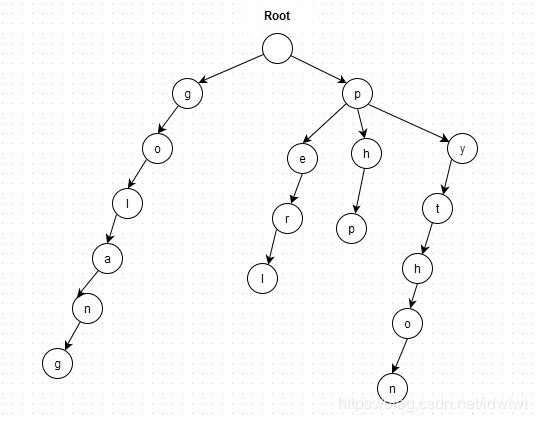 Root
g p
o e h y
l r p t
a l h
n o
g n
https://blog.csdn.net/idwtwt